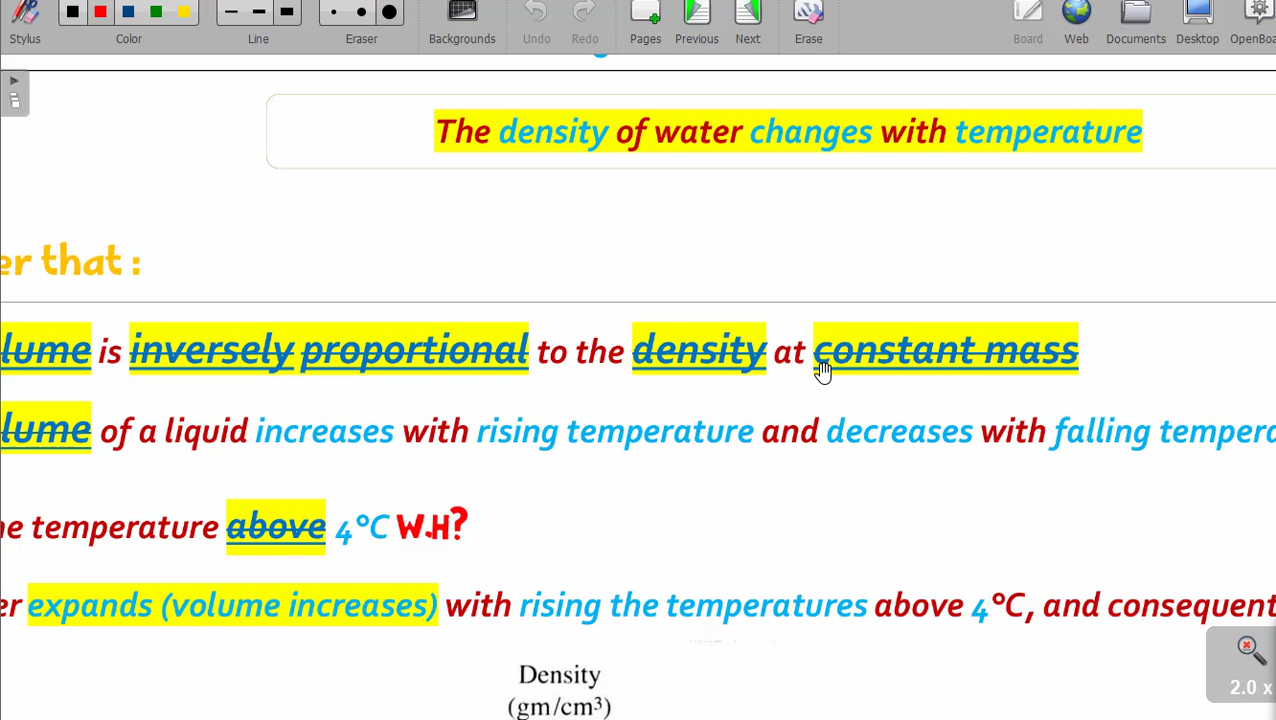 Stylus Color Line Eraser Backgrounds Undo Redo Pages Previous Next Erase Board Web Documents Desktop OpenBoa
The density of water changes with temperature
er that :
lume is inversely proportional to the density at constant mass
lume of a liquid increases with rising temperature and decreases with falling tempera
he temperature above 4°C W.H?
er expands (volume increases) with rising the temperatures above 4°C, and consequent
Density
(gm/cm³)
2.0 x